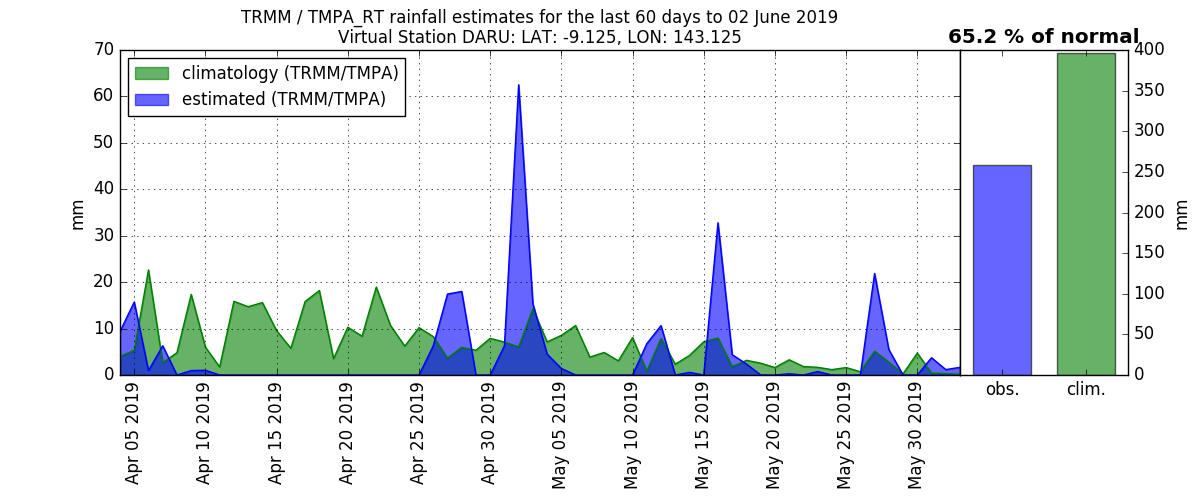 TRMM / TMPA_RT rainfall estimates for the last 60 days to 02 June 2019
Virtual Station DARU: LAT: -9.125, LON: 143.125
65.2 % of normal
climatology (TRMM/TMPA)
estimated (TRMM/TMPA)
mm
70
60
50
40
30
20
10
0
Apr 05 2019
Apr 10 2019
Apr 15 2019
Apr 20 2019
Apr 25 2019
Apr 30 2019
May 05 2019
May 10 2019
May 15 2019
May 20 2019
May 25 2019
May 30 2019
obs.
clim.
400
350
300
250
200
150
100
50
0
mm